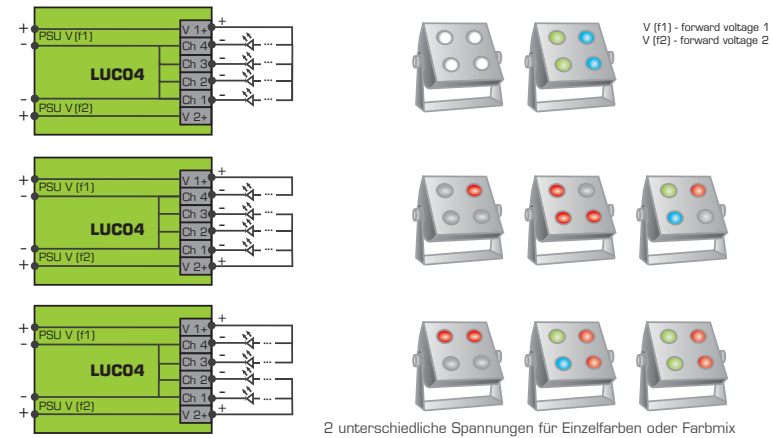 + PSU V (f1) V 1+ +
- Ch 4 - ...
LUCO4 Ch 3 - ...
Ch 2 - ...
- Ch 1 - ...
+ PSU V (f2) V 2+
V (f1) - forward voltage 1
V (f2) - forward voltage 2
+ PSU V (f1) V 1+ +
- Ch 4 - ...
Ch 3 - ...
LUCO4 Ch 2 - ...
- Ch 1 - ...
+ PSU V (f2) V 2+ +
+ PSU V (f1) V 1+ +
- Ch 4 - ...
Ch 3 - ...
LUCO4 Ch 2 - ...
- Ch 1 - ...
+ PSU V (f2) V 2+ +
2 unterschiedliche Spannungen für Einzelfarben oder Farbmix